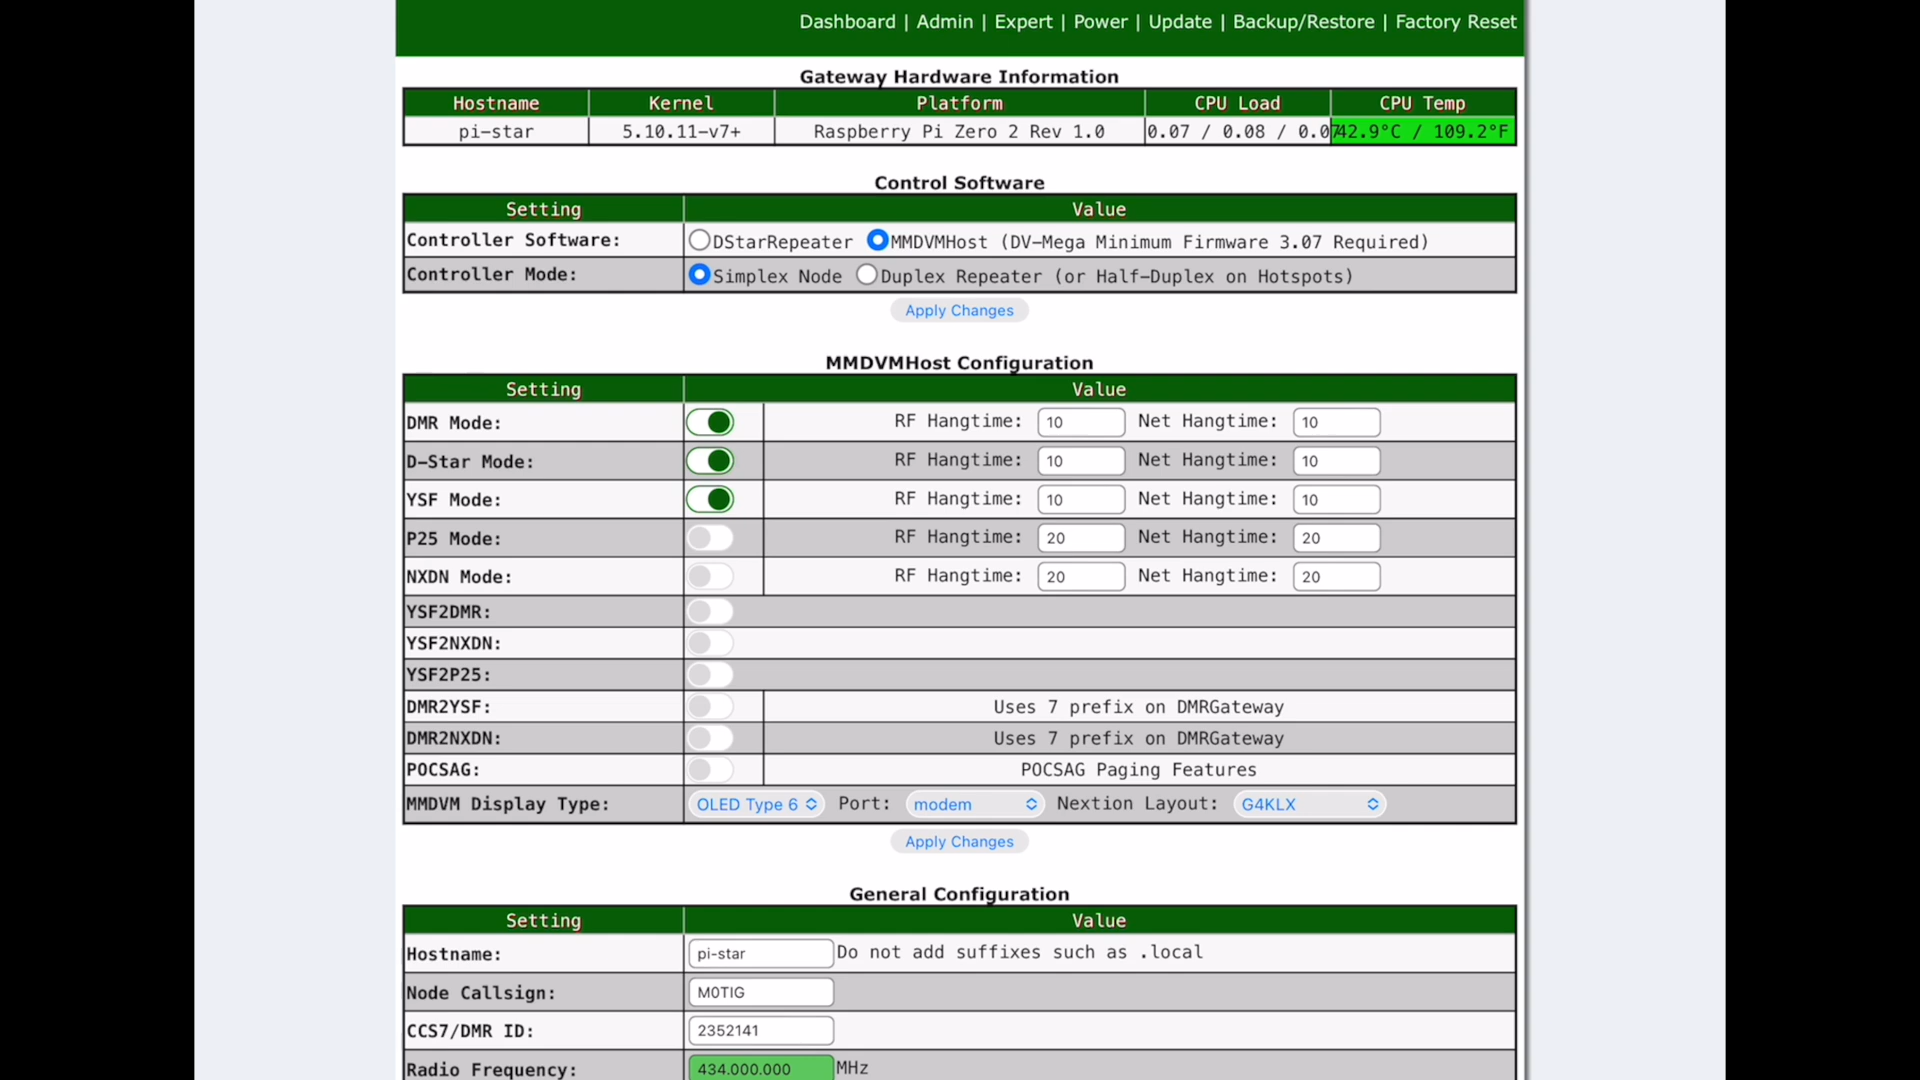 Dashboard | Admin | Expert | Power | Update | Backup/Restore | Factory Reset
Gateway Hardware Information
Hostname Kernel Platform CPU Load CPU Temp
pi-star 5.10.11-v7+ Raspberry Pi Zero 2 Rev 1.0 0.07 / 0.08 / 0.07 42.9°C / 109.2°F
Control Software
Setting Value
Controller Software: DStarRepeater MMDVMHost (DV-Mega Minimum Firmware 3.07 Required)
Controller Mode: Simplex Node Duplex Repeater (or Half-Duplex on Hotspots)
Apply Changes
MMDVMHost Configuration
Setting Value
DMR Mode: RF Hangtime: 10 Net Hangtime: 10
D-Star Mode: RF Hangtime: 10 Net Hangtime: 10
YSF Mode: RF Hangtime: 10 Net Hangtime: 10
P25 Mode: RF Hangtime: 20 Net Hangtime: 20
NXDN Mode: RF Hangtime: 20 Net Hangtime: 20
YSF2DMR:
YSF2NXDN:
YSF2P25:
DMR2YSF: Uses 7 prefix on DMRGateway
DMR2NXDN: Uses 7 prefix on DMRGateway
POCSAG: POCSAG Paging Features
MMDVM Display Type: OLED Type 6 Port: modem Nextion Layout: G4KLX
Apply Changes
General Configuration
Setting Value
Hostname: pi-star Do not add suffixes such as .local
Node Callsign: M0TIG
CCS7/DMR ID: 2352141
Radio Frequency: 434.000.000 MHz